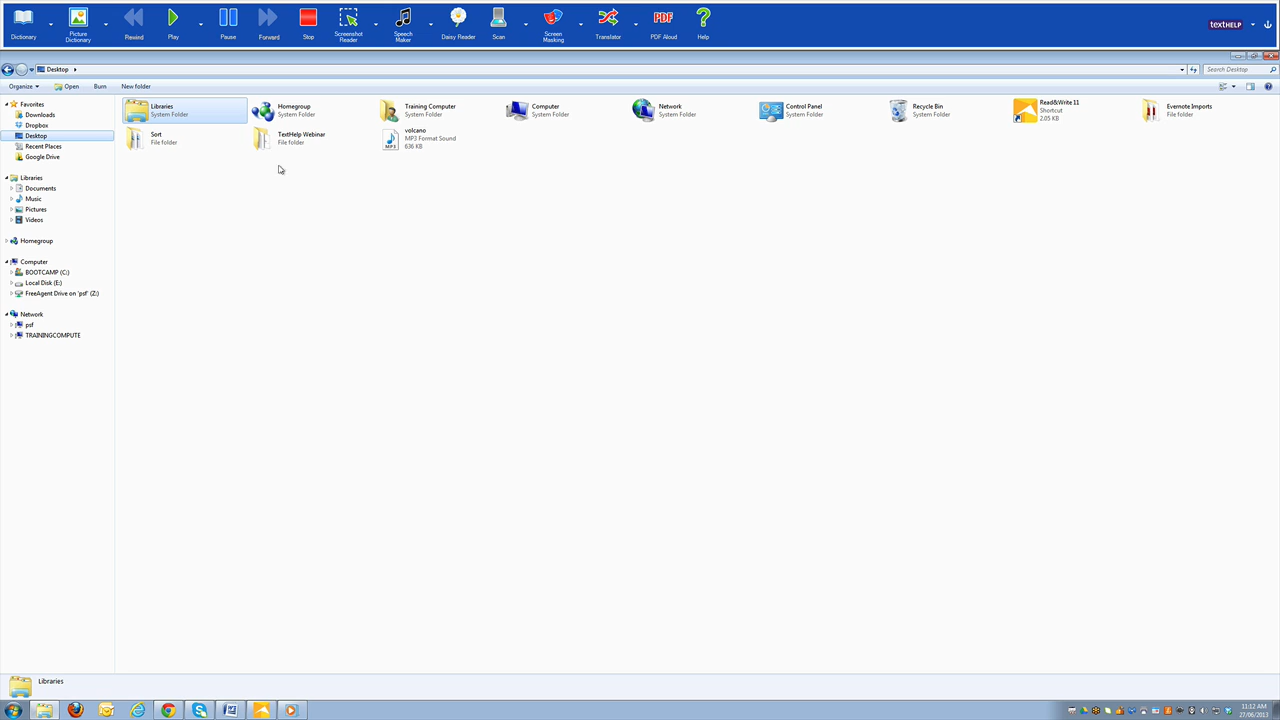 Dictionary
Picture Dictionary
Rewind
Play
Pause
Forward
Stop
Screenshot Reader
Speech Maker
Daisy Reader
Scan
Screen Masking
Translator
PDF
PDF Aloud
Help
textHELP
Desktop
Search Desktop
Organize
Open
Burn
New folder
Favorites
Downloads
Dropbox
Desktop
Recent Places
Google Drive
Libraries
Documents
Music
Pictures
Videos
Homegroup
Computer
BOOTCAMP (C:)
Local Disk (E:)
FreeAgent Drive on 'psf' (Z:)
Network
psf
TRAININGCOMPUTE
Libraries
System Folder
Homegroup
System Folder
Training Computer
System Folder
Computer
System Folder
Network
System Folder
Control Panel
System Folder
Recycle Bin
System Folder
Read&Write 11
Shortcut
2.05 KB
Evernote Imports
File folder
Sort
File folder
TextHelp Webinar
File folder
MP3
volcano
MP3 Format Sound
636 KB
Libraries
11:12 AM
27/06/2013